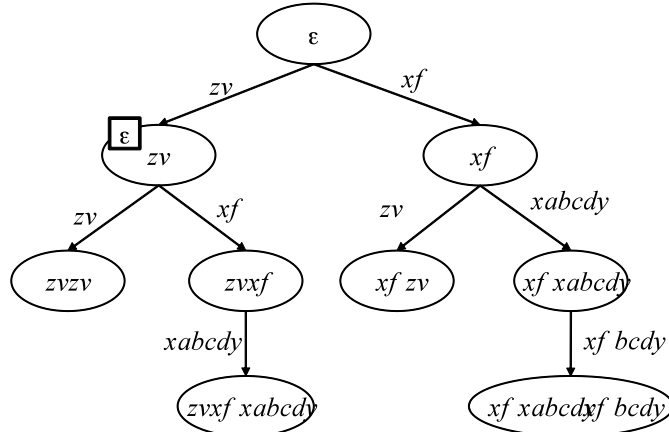 ε
zv
xf
ε
zv
xf
zv
xf
zv
xabcdy
zvzv
zvxf
xf zv
xf xabcdy
xabcdy
xf bcdy
zvxf xabcdy
xf xabcdyxf bcdy